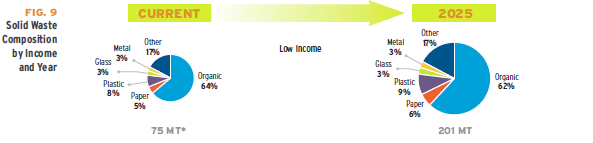 FIG. 9
Solid Waste
Composition
by Income
and Year
CURRENT
2025
Low Income
Other
17%
Metal
3%
Glass
3%
Plastic
8%
Paper
5%
Organic
64%
75 MT*
Other
17%
Metal
3%
Glass
3%
Plastic
9%
Paper
6%
Organic
62%
201 MT